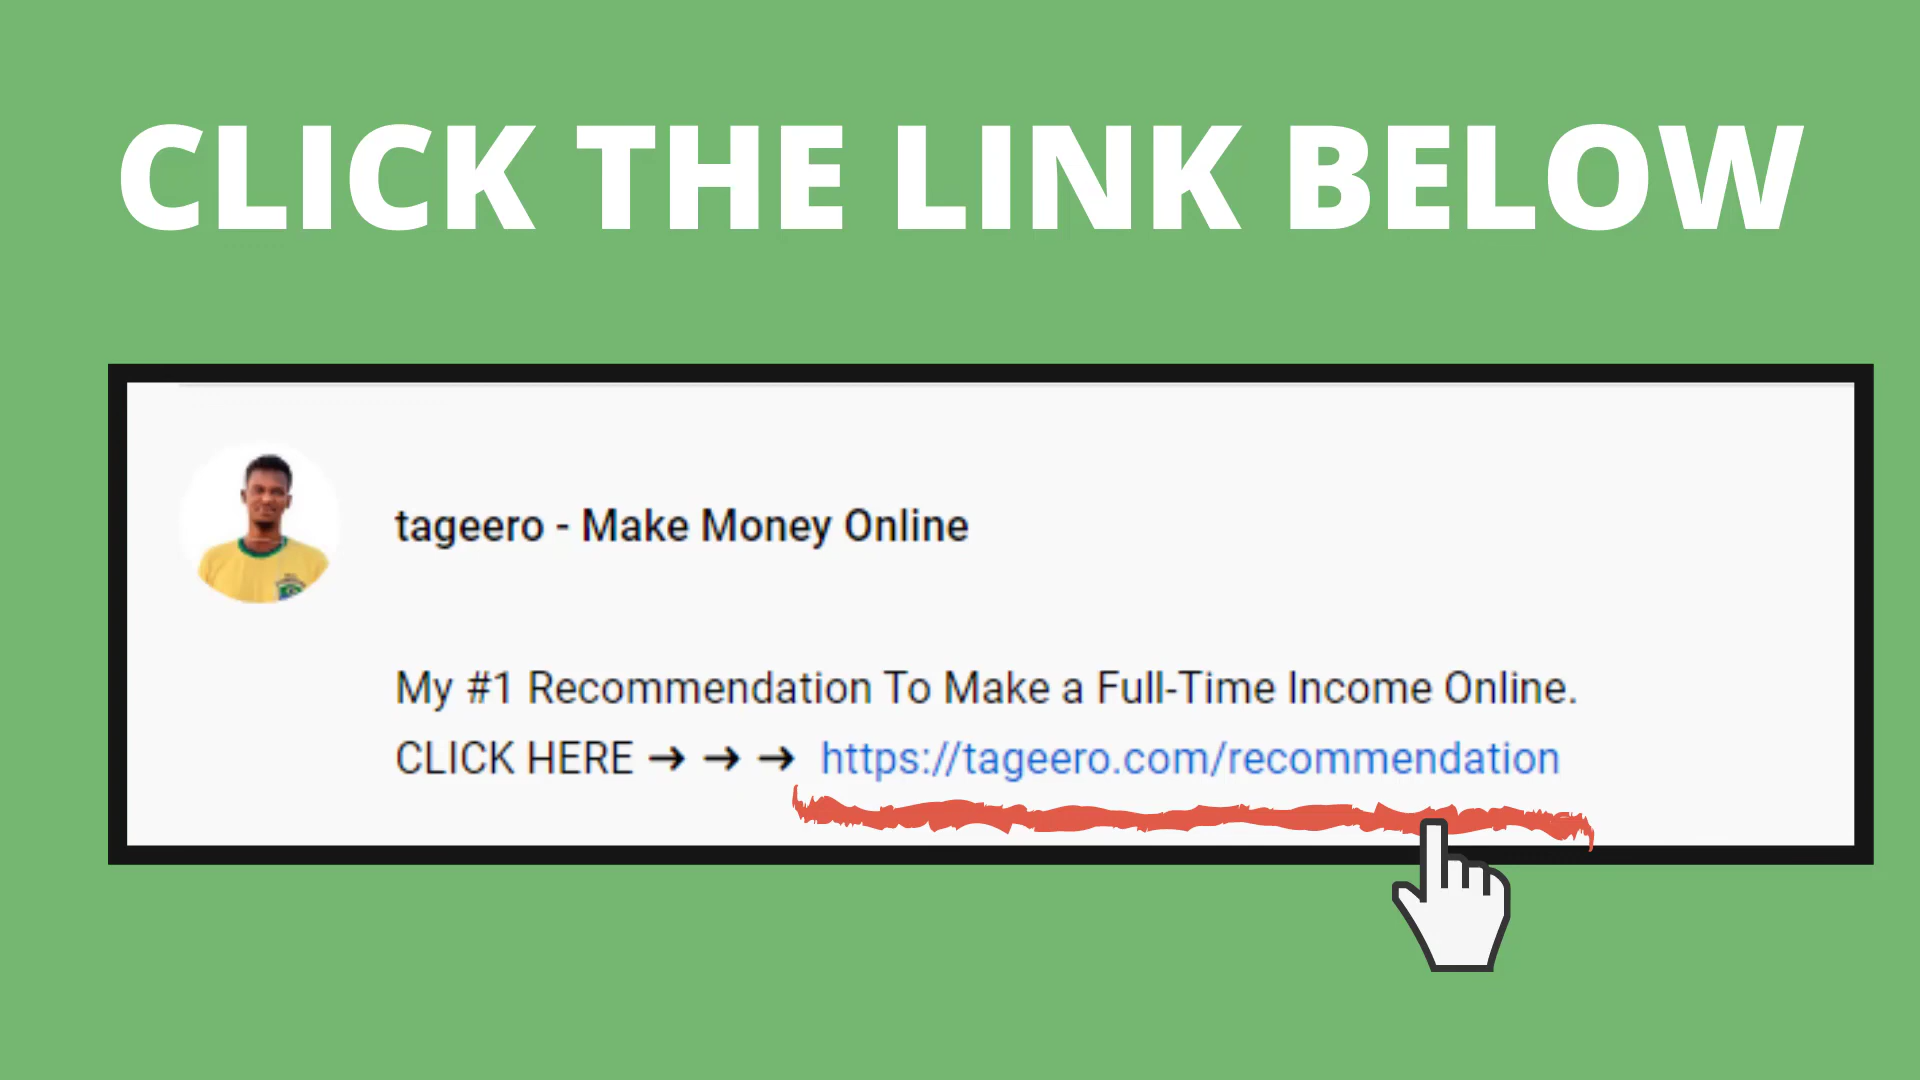 CLICK THE LINK BELOW
tageero - Make Money Online
My #1 Recommendation To Make a Full-Time Income Online.
CLICK HERE → → → https://tageero.com/recommendation